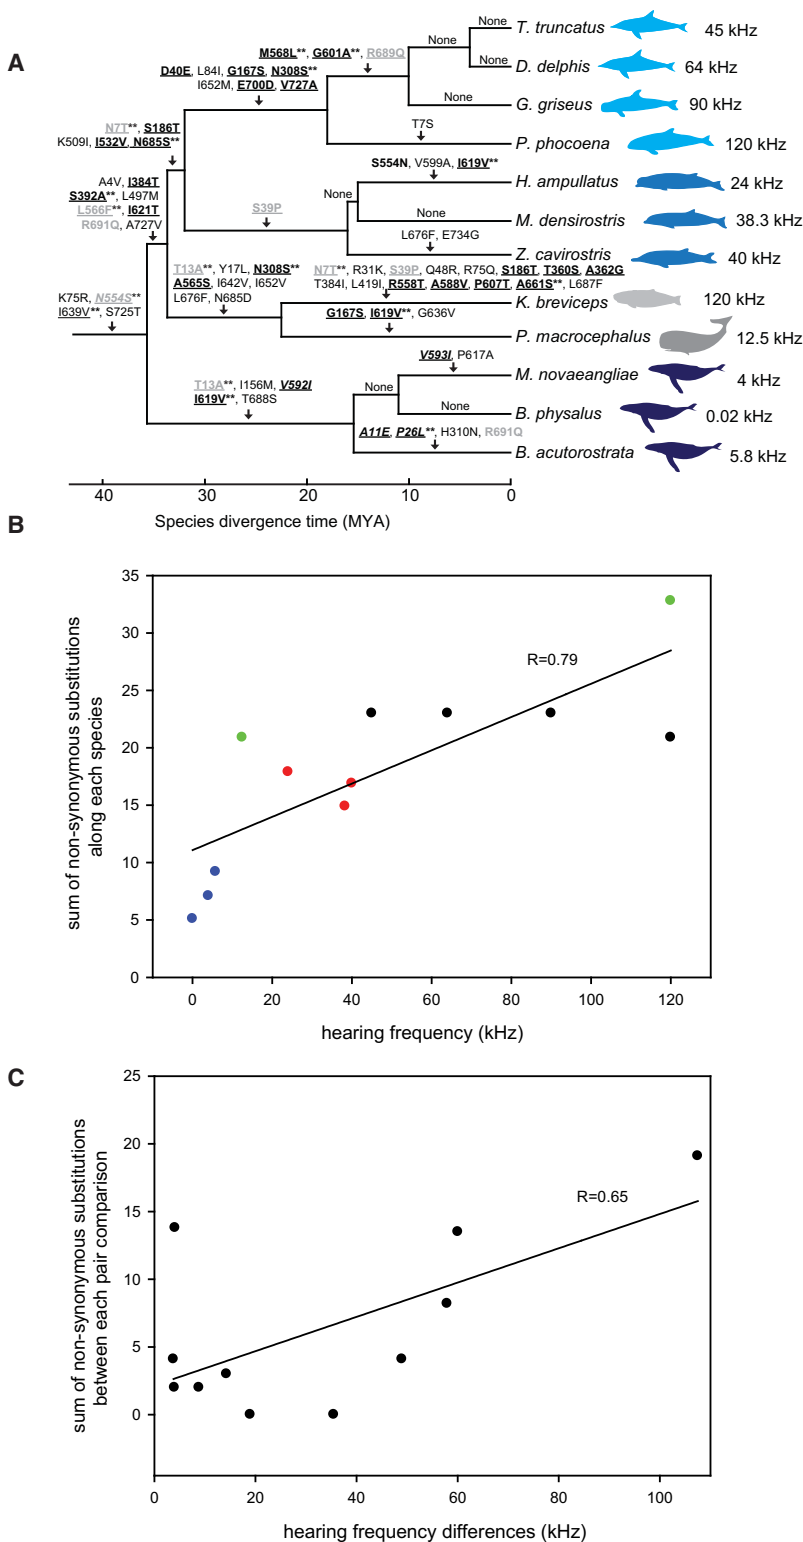 A
None
T. truncatus
45 kHz
None
None
D. delphis
64 kHz
M568L**, G601A**, R689Q
D40E, L84I, G167S, N308S**
I652M, E700D, V727A
None
G. griseus
90 kHz
T7S
P. phocoena
120 kHz
N7T**, S186T
K509I, I532V, N685S**
S554N, V599A, I619V**
H. ampullatus
24 kHz
A4V, I384T
S392A**, L497M
L566F**, I621T
R691Q, A727V
None
S39P
None
M. densirostris
38.3 kHz
L676F, E734G
Z. cavirostris
40 kHz
T13A**, Y17L, N308S**
A565S, I642V, I652V
L676F, N685D
N7T**, R31K, S39P, Q48R, R75Q, S186T, T360S, A362G
T384I, L419I, R558T, A588V, P607T, A661S**, L687F
K. breviceps
120 kHz
K75R, N554S**
I639V**, S725T
G167S, I619V**, G636V
P. macrocephalus
12.5 kHz
V593I, P617A
M. novaeangliae
4 kHz
T13A**, I156M, V592I
I619V**, T688S
None
None
B. physalus
0.02 kHz
A11E, P26L**, H310N, R691Q
B. acutorostrata
5.8 kHz
40 30 20 10 0
Species divergence time (MYA)
B
35
30
25
20
15
10
5
0
R=0.79
sum of non-synonymous substitutions
along each species
0 20 40 60 80 100 120
hearing frequency (kHz)
C
25
20
15
10
5
0
R=0.65
sum of non-synonymous substitutions
between each pair comparison
0 20 40 60 80 100
hearing frequency differences (kHz)